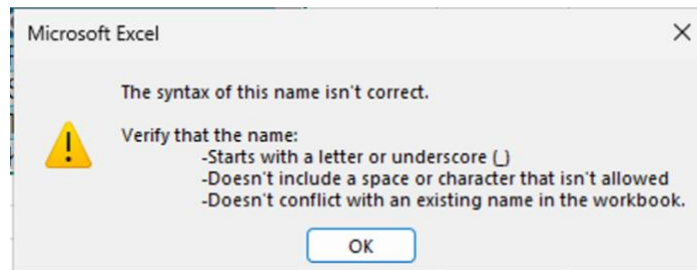 Microsoft Excel
The syntax of this name isn't correct.
Verify that the name:
-Starts with a letter or underscore (_)
-Doesn't include a space or character that isn't allowed
-Doesn't conflict with an existing name in the workbook.
OK